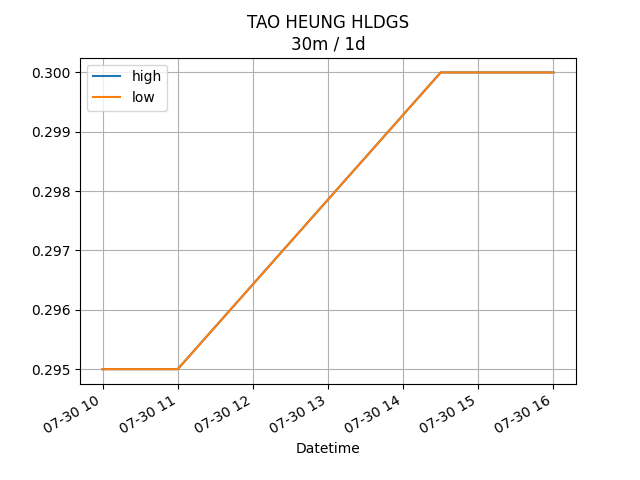 TAO HEUNG HLDGS
30m / 1d
high
low
0.300
0.299
0.298
0.297
0.296
0.295
07-30 10
07-30 11
07-30 12
07-30 13
07-30 14
07-30 15
07-30 16
Datetime